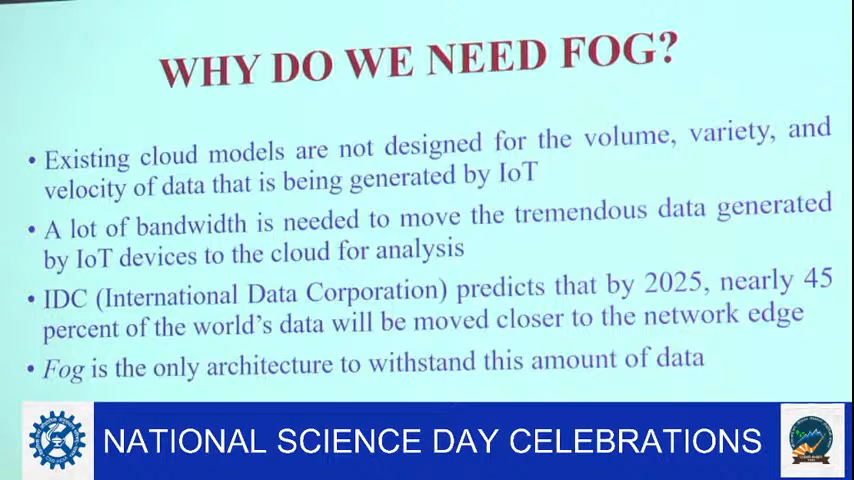 WHY DO WE NEED FOG?
• Existing cloud models are not designed for the volume, variety, and
velocity of data that is being generated by IoT
• A lot of bandwidth is needed to move the tremendous data generated
by IoT devices to the cloud for analysis
• IDC (International Data Corporation) predicts that by 2025, nearly 45
percent of the world's data will be moved closer to the network edge
• Fog is the only architecture to withstand this amount of data
NATIONAL SCIENCE DAY CELEBRATIONS